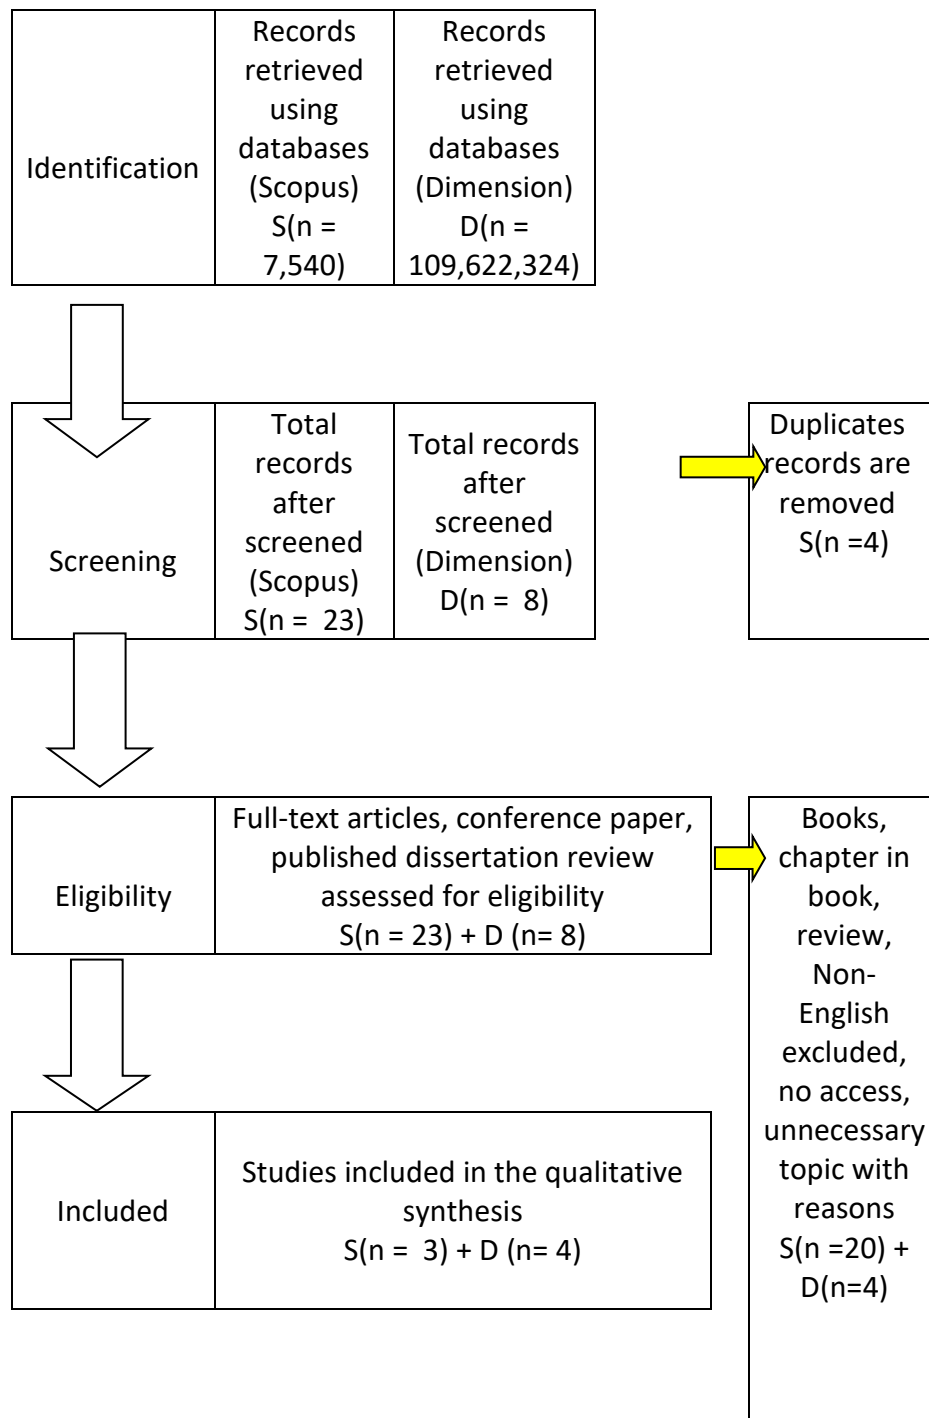 Identification
Records
retrieved
using
databases
(Scopus)
S(n =
7,540)
Records
retrieved
using
databases
(Dimension)
D(n =
109,622,324)
Screening
Total
records
after
screened
(Scopus)
S(n =  23)
Total records
after
screened
(Dimension)
D(n =  8)
Duplicates
records are
removed
S(n =4)
Eligibility
Full-text articles, conference paper,
published dissertation review
assessed for eligibility
S(n = 23) + D (n= 8)
Books,
chapter in
book,
review,
Non-
English
excluded,
no access,
unnecessary
topic with
reasons
S(n =20) +
D(n=4)
Included
Studies included in the qualitative
synthesis
S(n =  3) + D (n= 4)